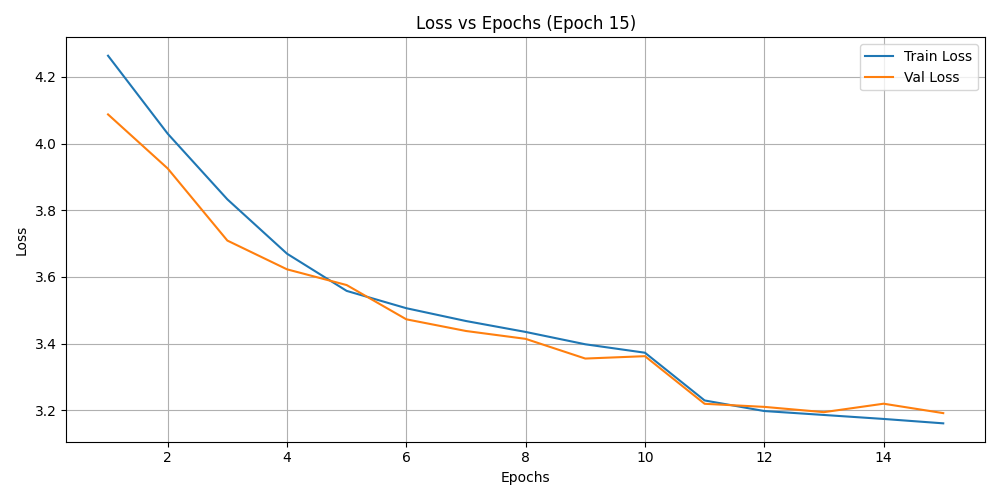 Loss vs Epochs (Epoch 15)
Train Loss
Val Loss
4.2
4.0
3.8
3.6
3.4
3.2
Loss
2 4 6 8 10 12 14
Epochs